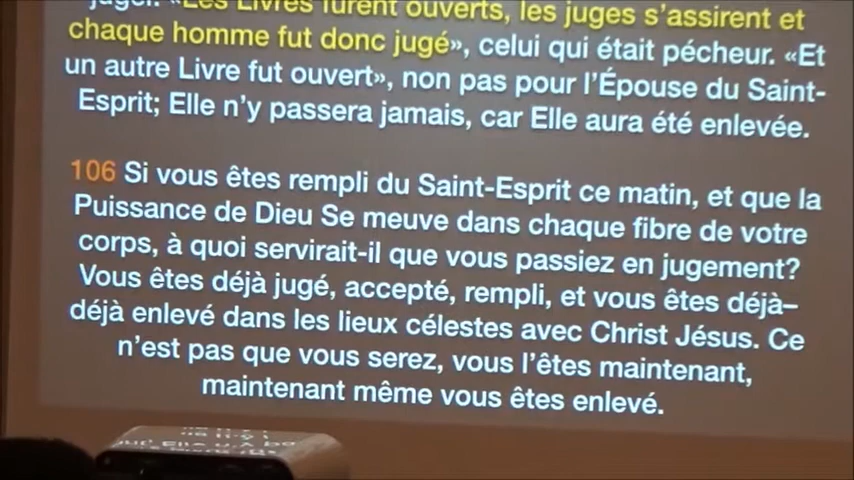 juger. «Les Livres furent ouverts, les juges s'assirent et
chaque homme fut donc jugé», celui qui était pécheur. «Et
un autre Livre fut ouvert», non pas pour l'Épouse du Saint-
Esprit; Elle n'y passera jamais, car Elle aura été enlevée.
106 Si vous êtes rempli du Saint-Esprit ce matin, et que la
Puissance de Dieu Se meuve dans chaque fibre de votre
corps, à quoi servirait-il que vous passiez en jugement?
Vous êtes déjà jugé, accepté, rempli, et vous êtes déjà–
déjà enlevé dans les lieux célestes avec Christ Jésus. Ce
n'est pas que vous serez, vous l'êtes maintenant,
maintenant même vous êtes enlevé.